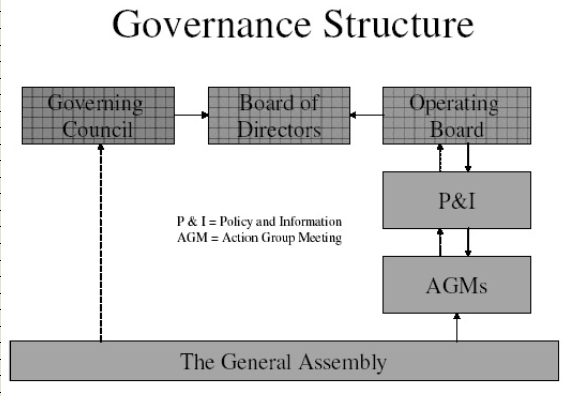 Governance Structure
Governing
Council
Board of
Directors
Operating
Board
P&I
P & I = Policy and Information
AGM = Action Group Meeting
AGMs
The General Assembly